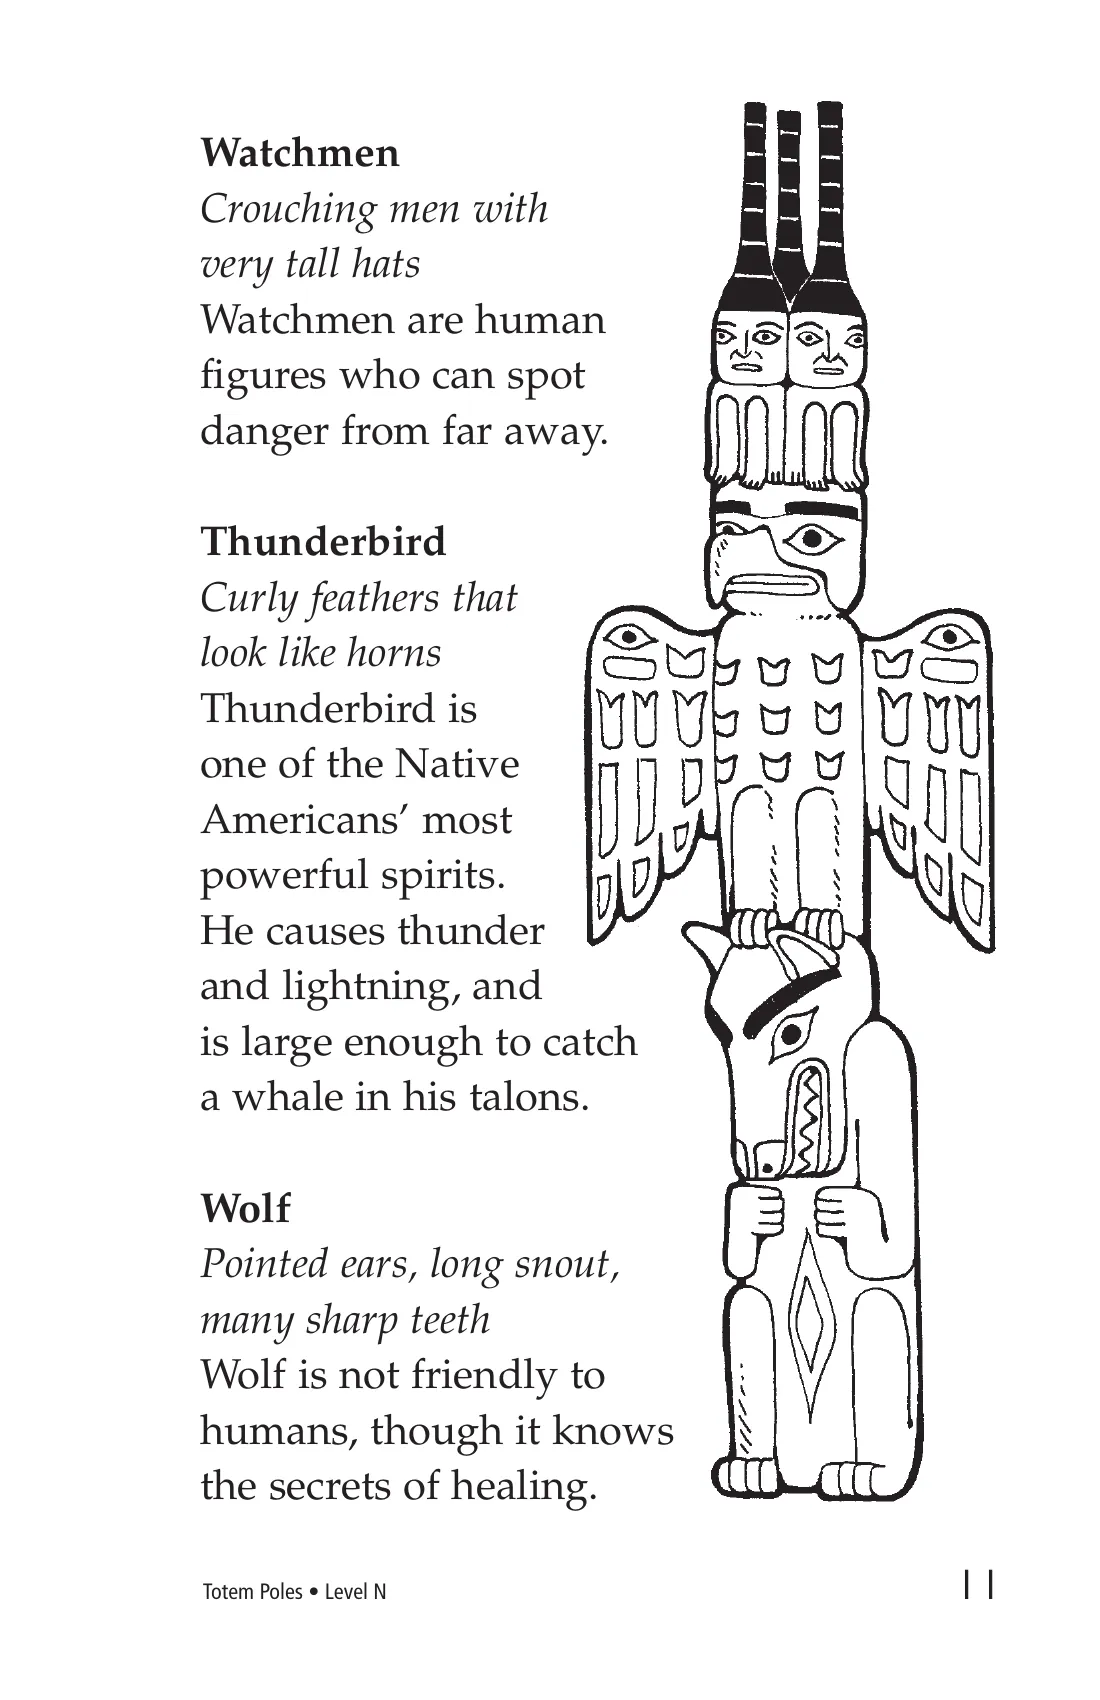 Watchmen
Crouching men with
very tall hats
Watchmen are human
figures who can spot
danger from far away.
Thunderbird
Curly feathers that
look like horns
Thunderbird is
one of the Native
Americans’ most
powerful spirits.
He causes thunder
and lightning, and
is large enough to catch
a whale in his talons.
Wolf
Pointed ears, long snout,
many sharp teeth
Wolf is not friendly to
humans, though it knows
the secrets of healing.
Totem Poles • Level N
11